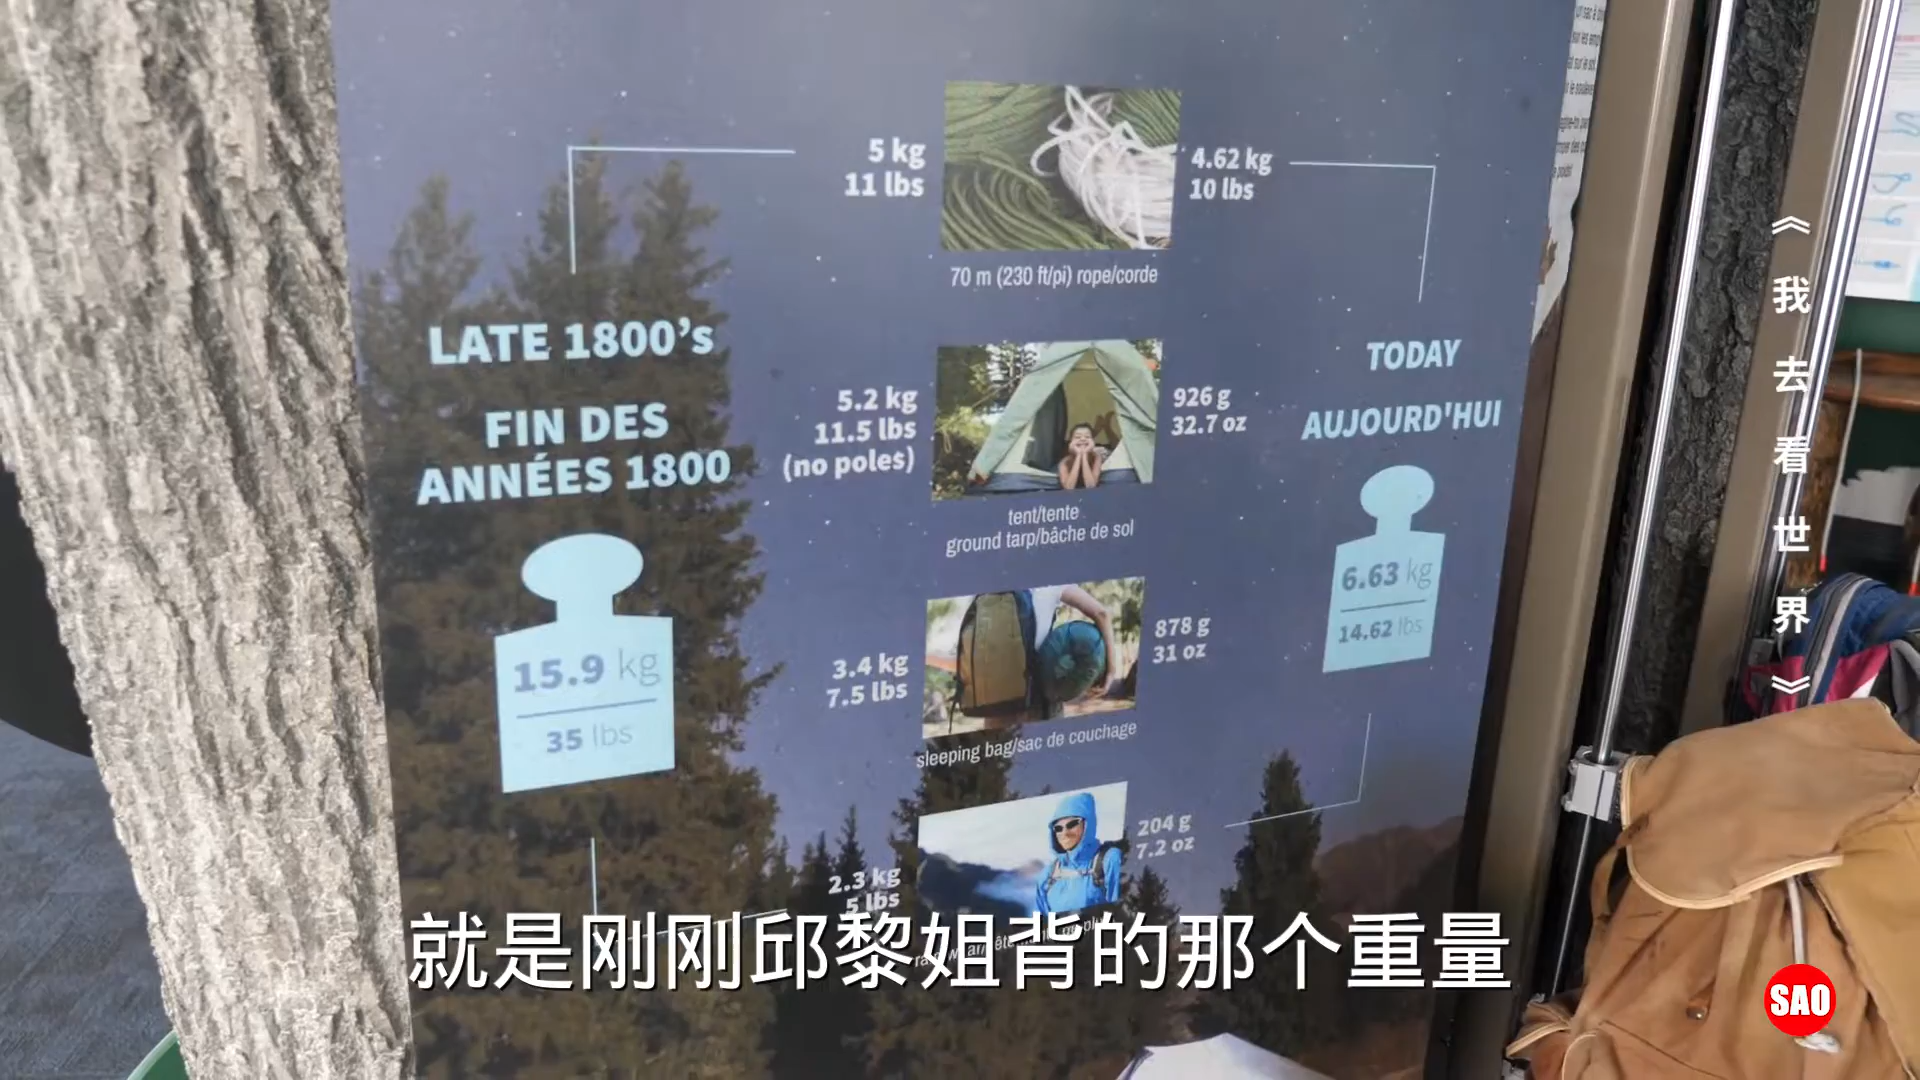 5 kg
11 lbs
4.62 kg
10 lbs
70 m (230 ft/pi) rope/corde
LATE 1800's
FIN DES
ANNÉES 1800
15.9 kg
35 lbs
5.2 kg
11.5 lbs
(no poles)
926 g
32.7 oz
tent/tente
ground tarp/bâche de sol
TODAY
AUJOURD'HUI
6.63 kg
14.62 lbs
3.4 kg
7.5 lbs
878 g
31 oz
sleeping bag/sac de couchage
2.3 kg
5 lbs
204 g
7.2 oz
《我去看世界》
就是刚刚邱黎姐背的那个重量
SAO